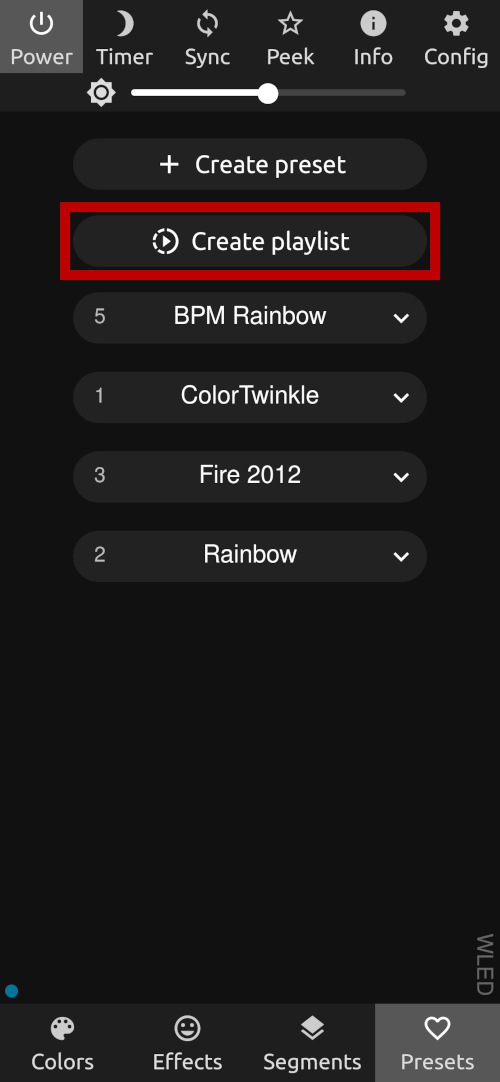 Power Timer Sync Peek Info Config
Create preset
Create playlist
5 BPM Rainbow
1 ColorTwinkle
3 Fire 2012
2 Rainbow
WLED
Colors Effects Segments Presets